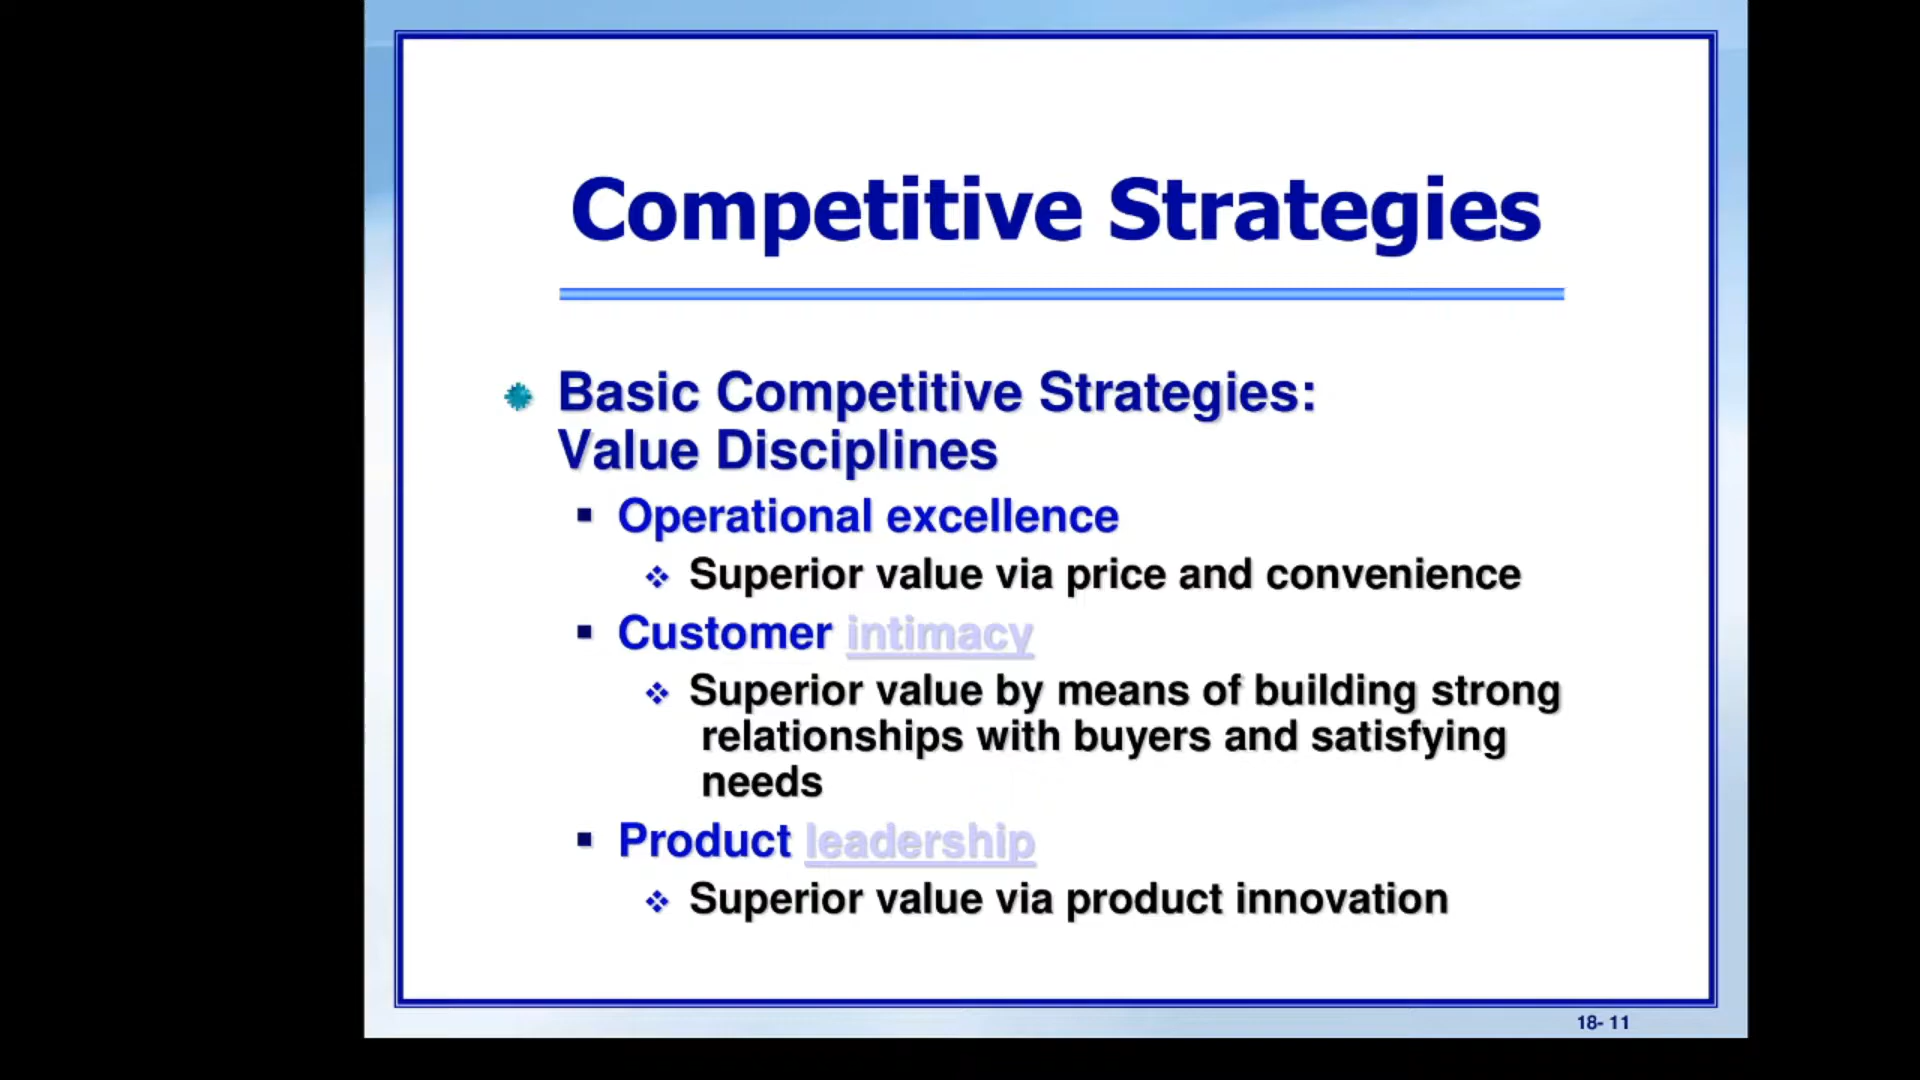 Competitive Strategies
Basic Competitive Strategies:
Value Disciplines
Operational excellence
Superior value via price and convenience
Customer intimacy
Superior value by means of building strong
relationships with buyers and satisfying
needs
Product leadership
Superior value via product innovation
18- 11